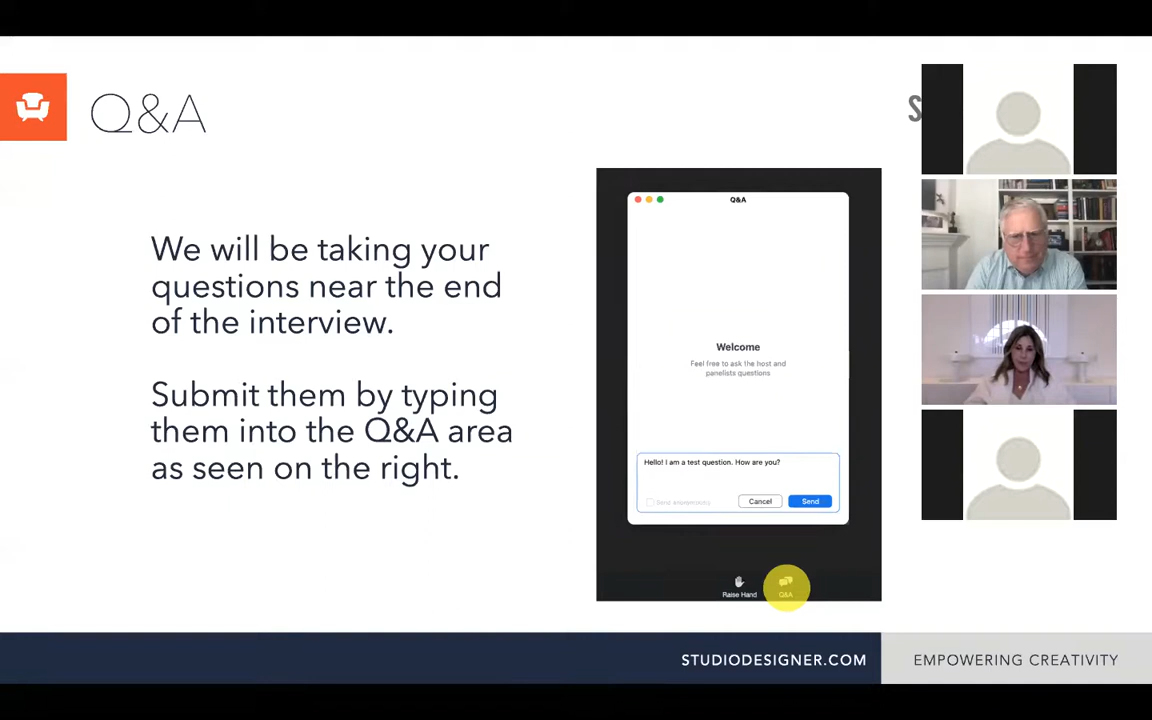 Q&A
S
We will be taking your
questions near the end
of the interview.
Submit them by typing
them into the Q&A area
as seen on the right.
Q&A
Welcome
Feel free to ask the host and
panelists questions
Hello! I am a test question. How are you?
Send anonymously
Cancel
Send
Raise Hand
Q&A
STUDIODESIGNER.COM
EMPOWERING CREATIVITY